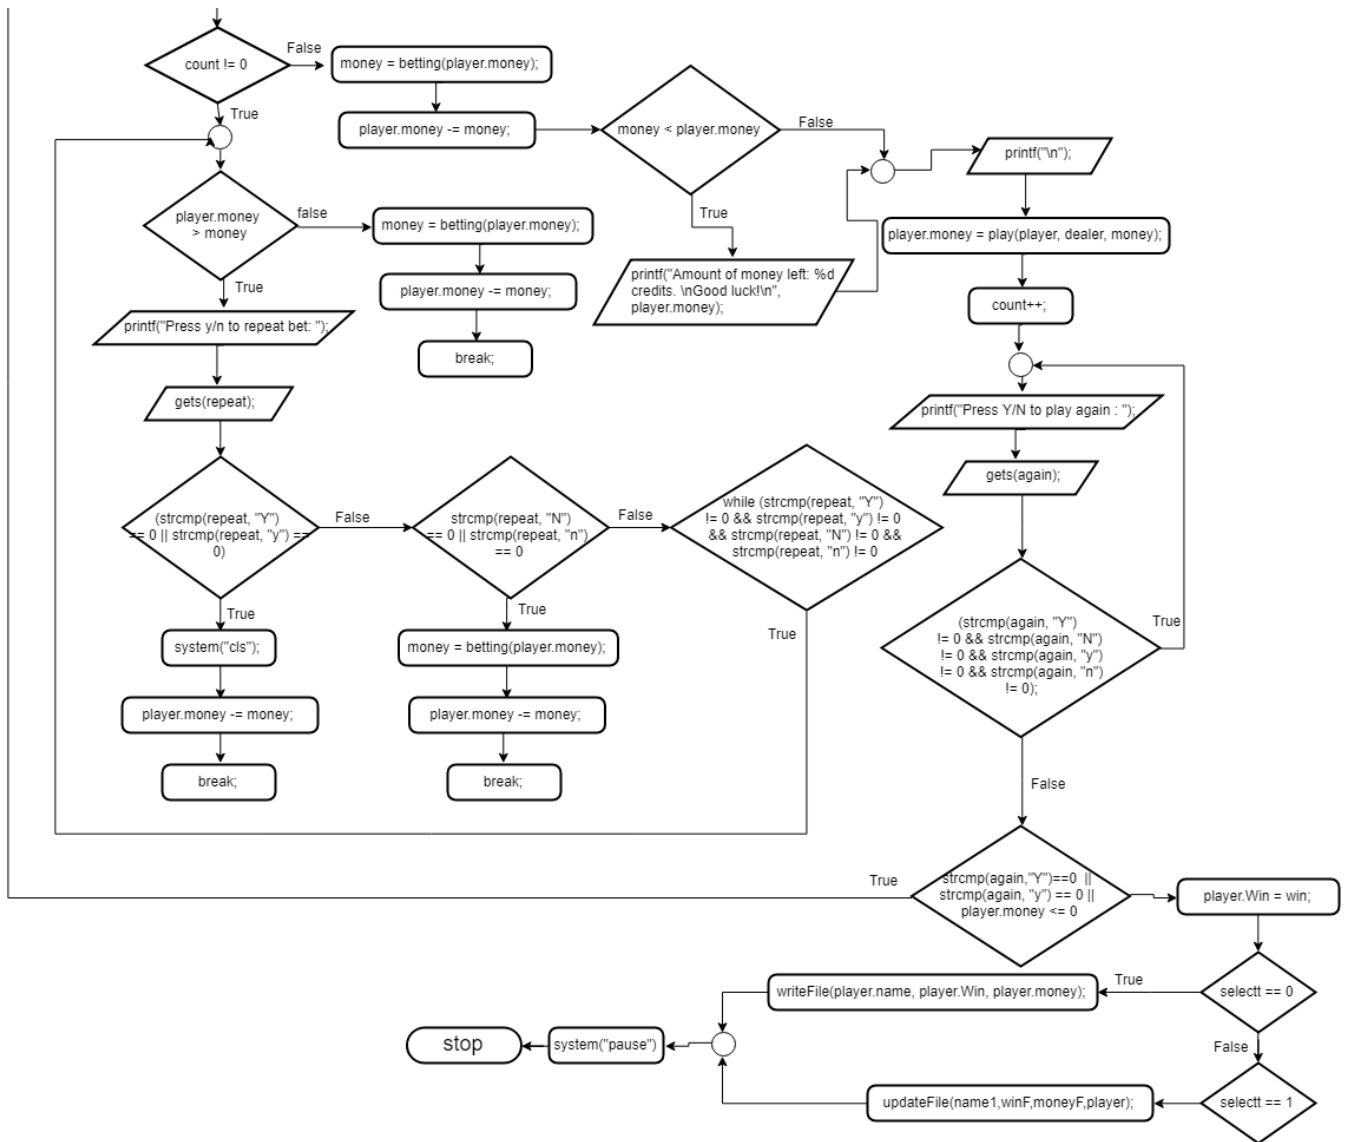 count != 0
False
money = betting(player.money);
True
player.money -= money;
money < player.money
False
printf("\n");
True
player.money
> money
false
money = betting(player.money);
player.money = play(player, dealer, money);
True
player.money -= money;
printf("Amount of money left: %d
credits. \nGood luck!\n",
player.money);
count++;
printf("Press y/n to repeat bet: ");
break;
gets(repeat);
printf("Press Y/N to play again : ");
gets(again);
(strcmp(repeat, "Y")
== 0 || strcmp(repeat, "y") ==
0)
False
strcmp(repeat, "N")
== 0 || strcmp(repeat, "n")
== 0
False
while (strcmp(repeat, "Y")
!= 0 && strcmp(repeat, "y") != 0
&& strcmp(repeat, "N") != 0 &&
strcmp(repeat, "n") != 0
True
True
True
True
system("cls");
money = betting(player.money);
(strcmp(again, "Y")
!= 0 && strcmp(again, "N")
!= 0 && strcmp(again, "y")
!= 0 && strcmp(again, "n")
!= 0);
player.money -= money;
player.money -= money;
break;
break;
False
True
strcmp(again,"Y")==0 ||
strcmp(again, "y") == 0 ||
player.money <= 0
player.Win = win;
writeFile(player.name, player.Win, player.money);
True
selectt == 0
stop
system("pause")
False
updateFile(name1,winF,moneyF,player);
selectt == 1